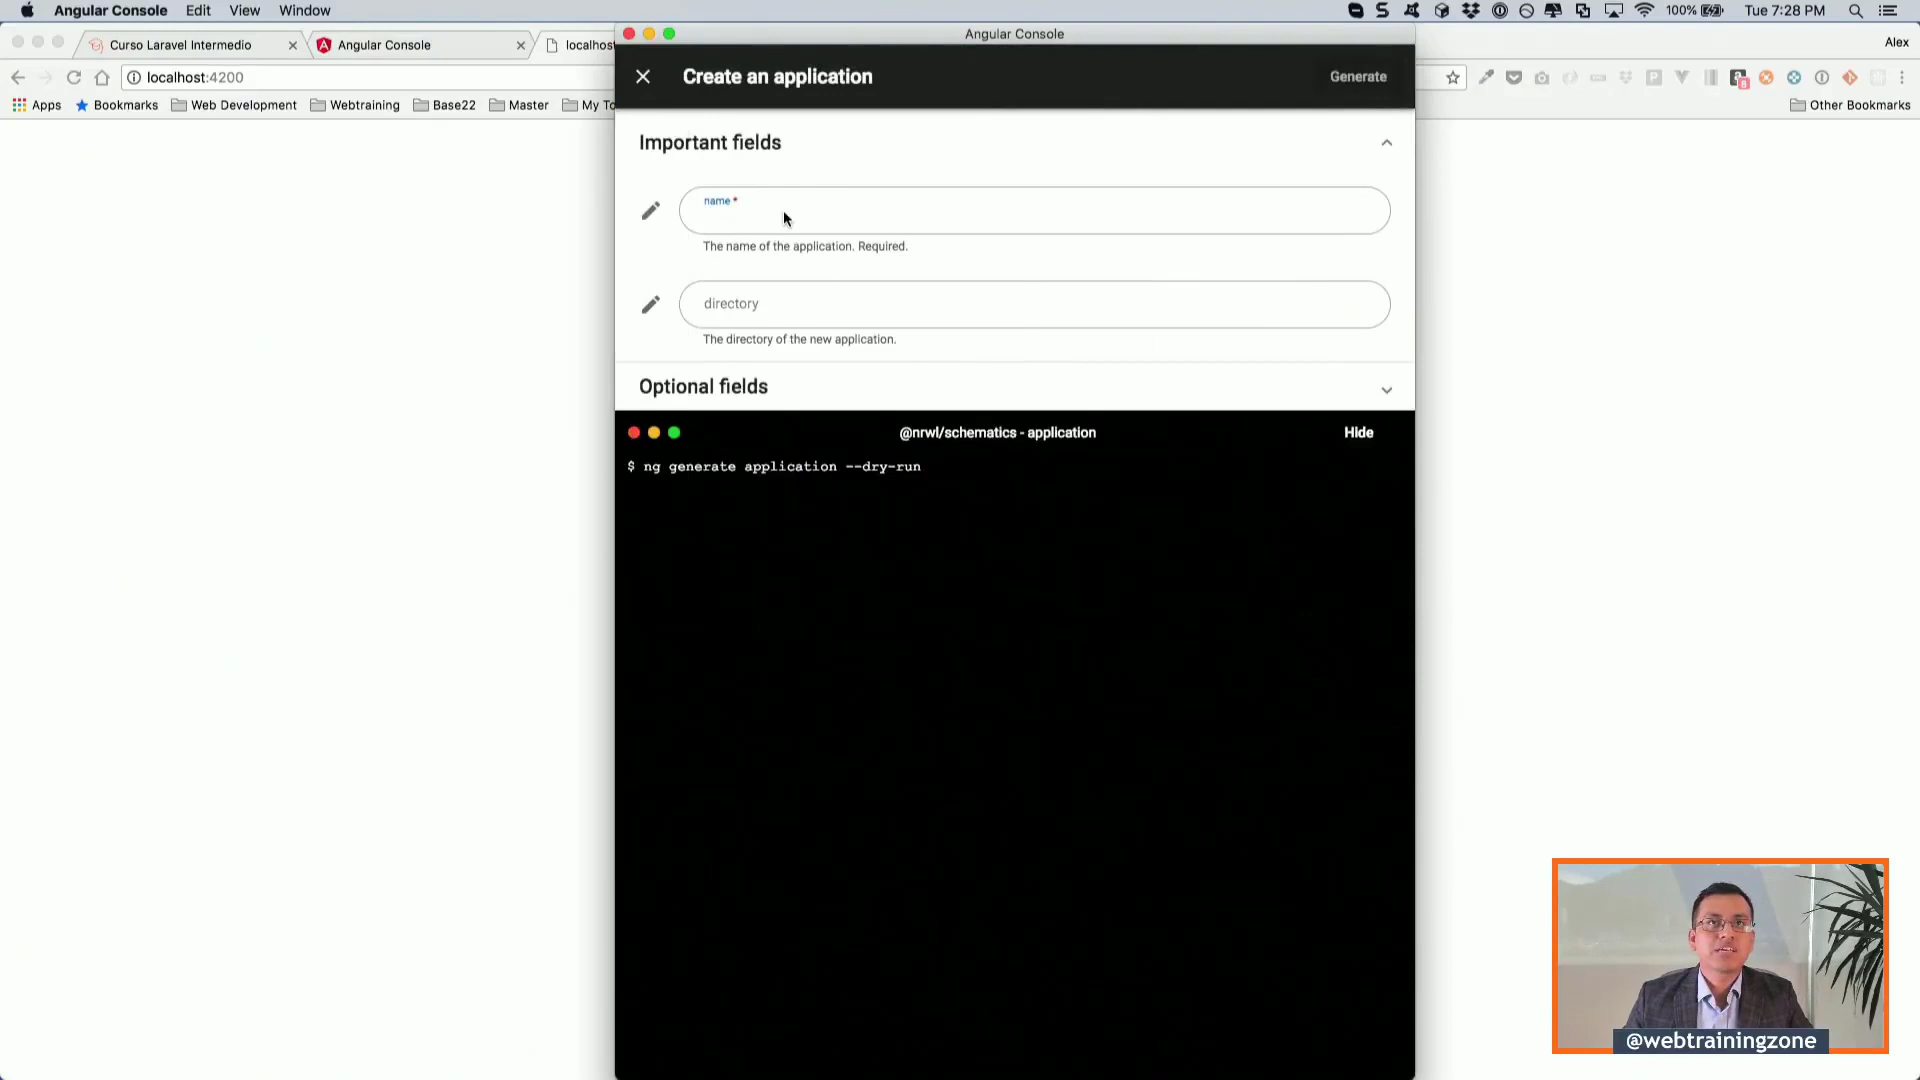 Angular Console Edit View Window 100% Tue 7:28 PM
Curso Laravel Intermedio
Angular Console
localhos
Angular Console
Alex
localhost:4200
Create an application
Generate
Apps Bookmarks Web Development Webtraining Base22 Master My To
Other Bookmarks
Important fields
name *
The name of the application. Required.
directory
The directory of the new application.
Optional fields
@nrwl/schematics - application
Hide
$ ng generate application --dry-run
@webtrainingzone